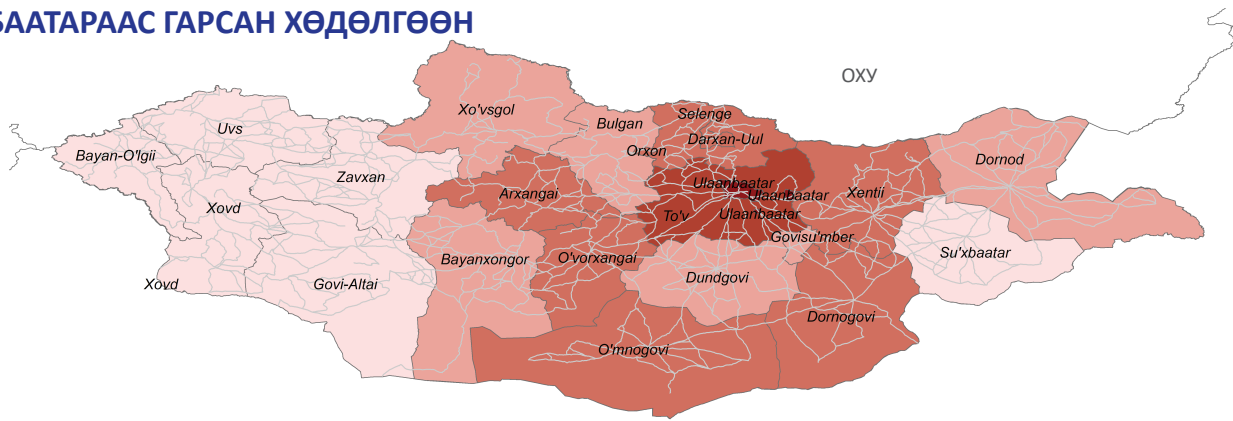 БААТАРААС ГАРСАН ХӨДӨЛГӨӨН
ОХУ
Xo'vsgol
Bulgan
Selenge
Darxan-Uul
Orxon
Uvs
Bayan-O'lgii
Zavxan
Arxangai
Ulaanbaatar
Ulaanbaatar
Dornod
Xentii
Xovd
To'v
Ulaanbaatar
Govisu'mber
Su'xbaatar
Bayanxongor
O'vorxangai
Dundgovi
Xovd
Govi-Altai
Dornogovi
O'mnogovi